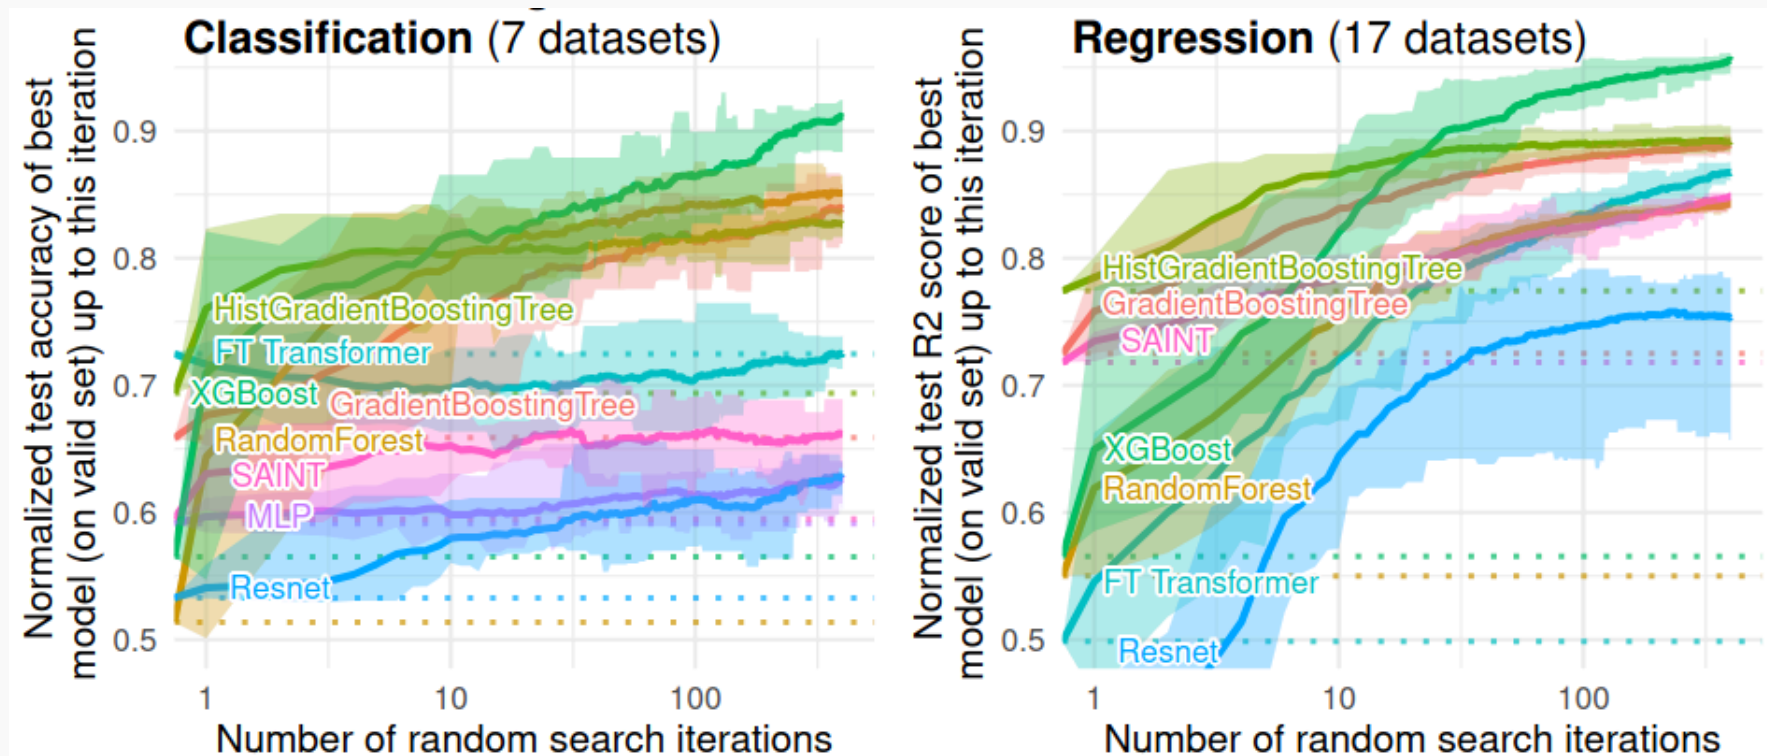 Classification (7 datasets)
Normalized test accuracy of best
model (on valid set) up to this iteration
0.9
0.8
0.7
0.6
0.5
HistGradientBoostingTree
FT Transformer
XGBoost
GradientBoostingTree
RandomForest
SAINT
MLP
Resnet
1
10
100
Number of random search iterations
Regression (17 datasets)
Normalized test R2 score of best
model (on valid set) up to this iteration
0.9
0.8
0.7
0.6
0.5
HistGradientBoostingTree
GradientBoostingTree
SAINT
XGBoost
RandomForest
FT Transformer
Resnet
1
10
100
Number of random search iterations